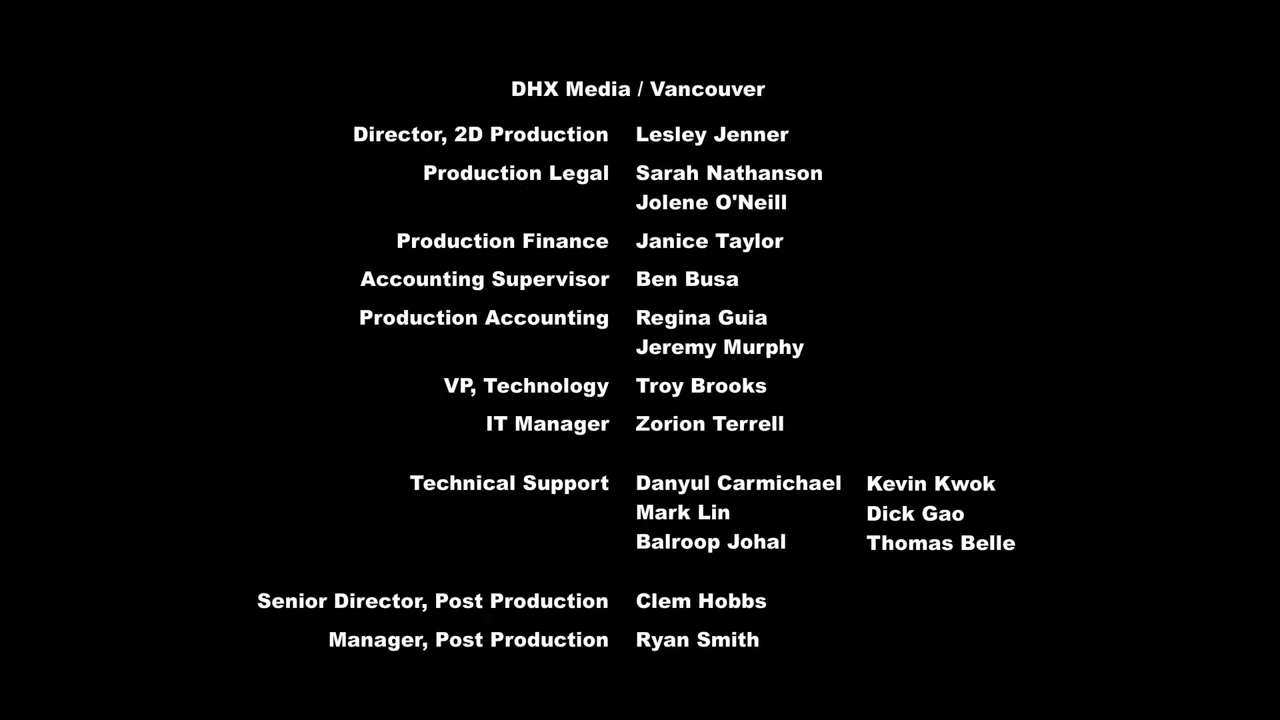 DHX Media / Vancouver
Director, 2D Production Lesley Jenner
Production Legal Sarah Nathanson
Jolene O'Neill
Production Finance Janice Taylor
Accounting Supervisor Ben Busa
Production Accounting Regina Guia
Jeremy Murphy
VP, Technology Troy Brooks
IT Manager Zorion Terrell
Technical Support Danyul Carmichael Kevin Kwok
Mark Lin Dick Gao
Balroop Johal Thomas Belle
Senior Director, Post Production Clem Hobbs
Manager, Post Production Ryan Smith